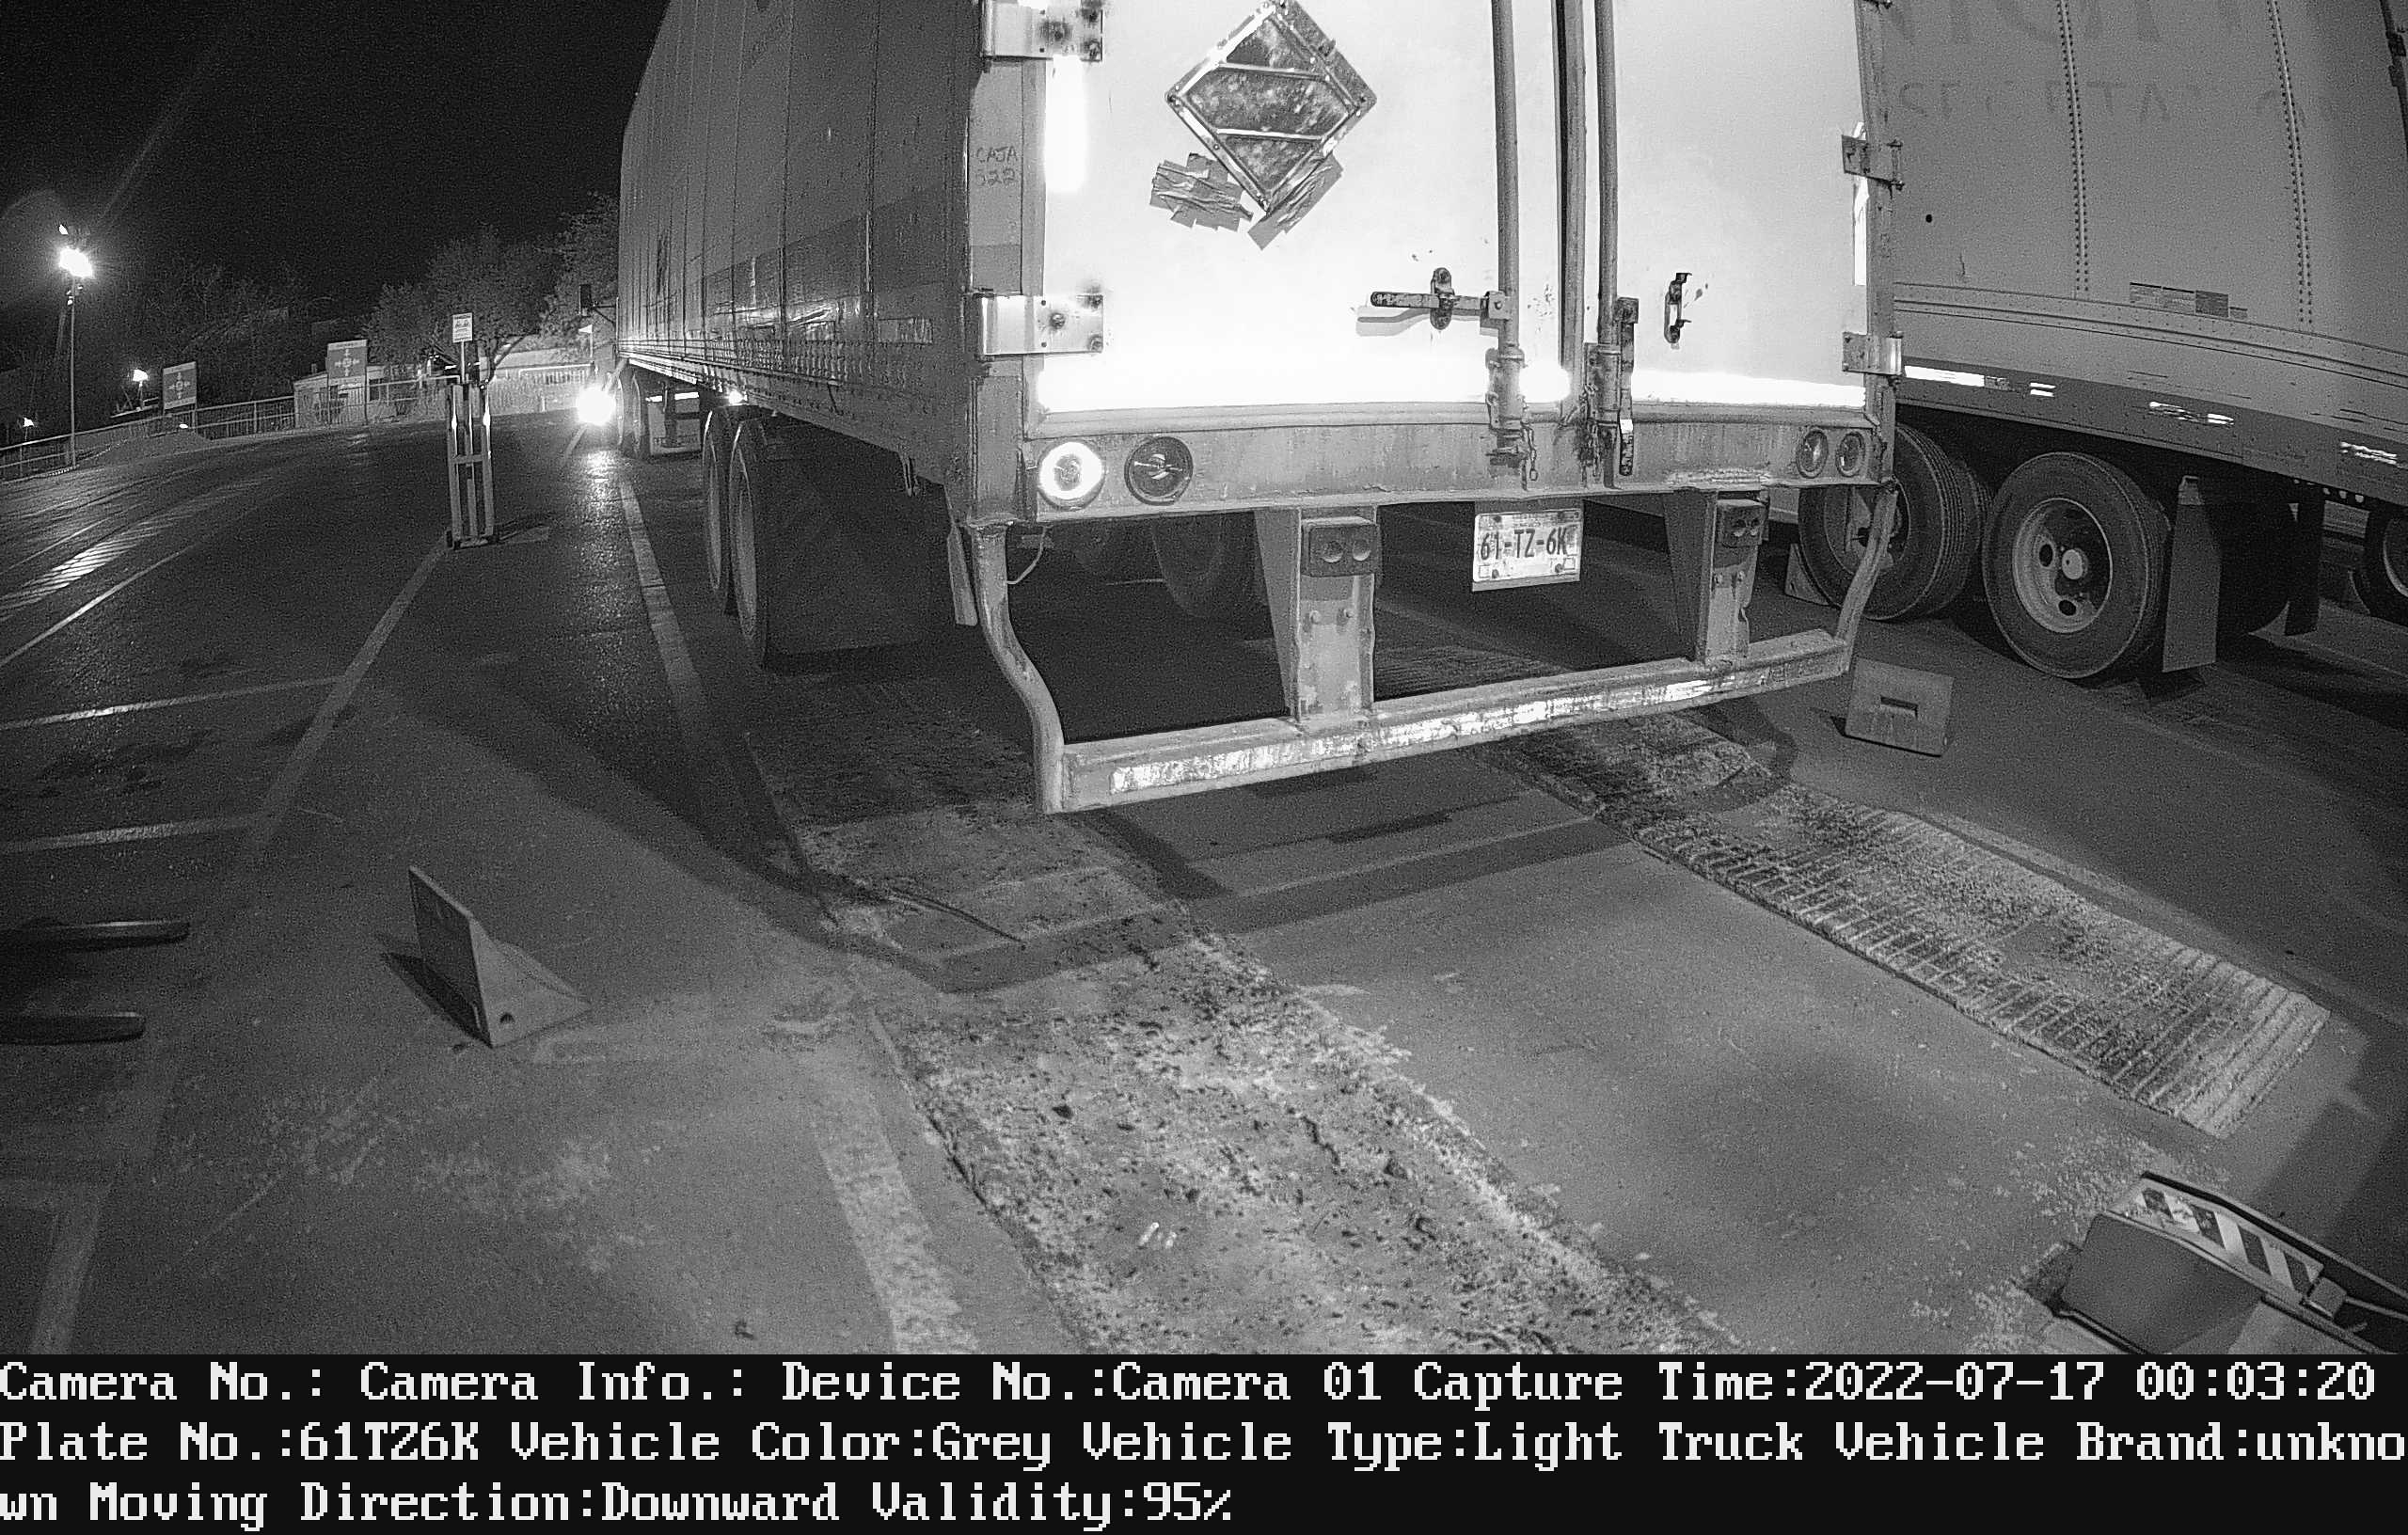 CAJA
522
61-TZ-6K
Camera No.: Camera Info.: Device No.:Camera 01 Capture Time:2022-07-17 00:03:20
Plate No.:61TZ6K Vehicle Color:Grey Vehicle Type:Light Truck Vehicle Brand:unkno
wn Moving Direction:Downward Validity:95%